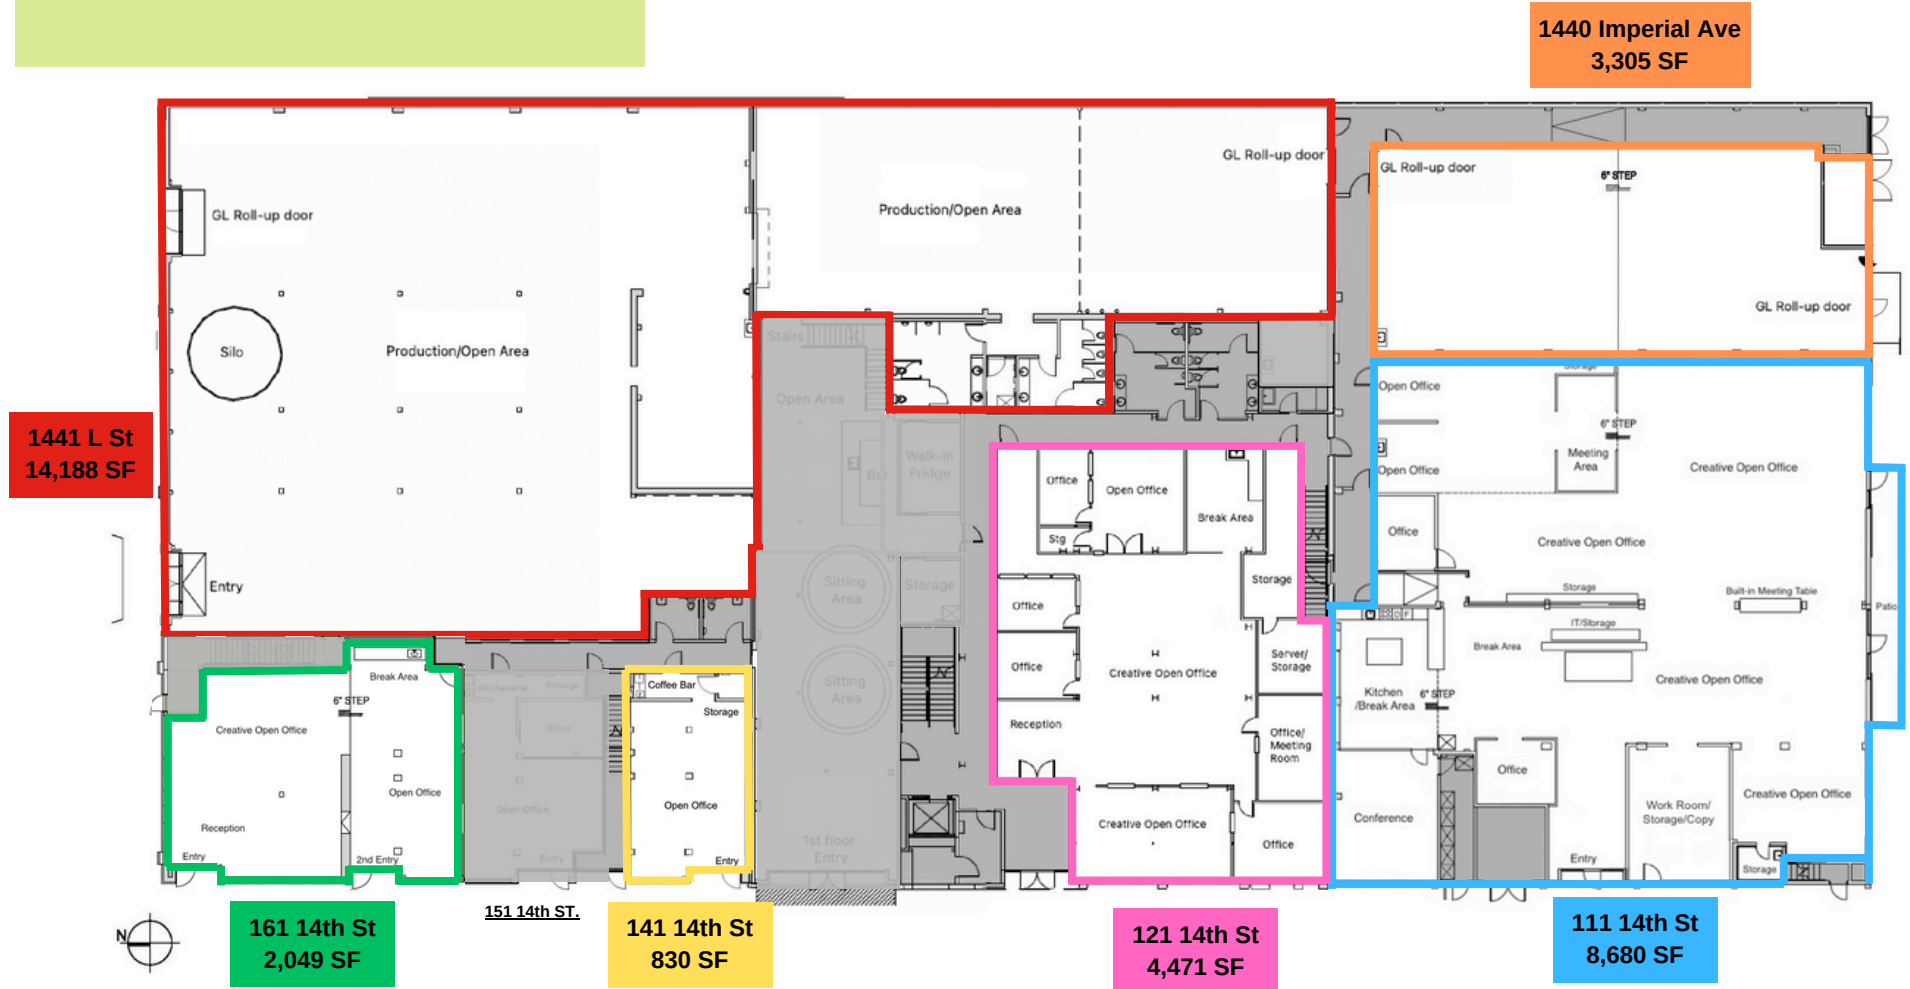 1440 Imperial Ave
3,305 SF
GL Roll-up door
GL Roll-up door
6" STEP
Production/Open Area
GL Roll-up door
GL Roll-up door
Stairs
Silo
Production/Open Area
Open Area
Storage
Open Office
6" STEP
1441 L St
14,188 SF
Walk-in
Fridge
Bar
Meeting
Area
Open Office
Creative Open Office
Office
Open Office
Break Area
Stg
Office
Creative Open Office
Entry
Sitting
Area
Storage
Storage
Storage
Built-in Meeting Table
Office
Patio
IT/Storage
Break Area
Server/
Storage
Office
Creative Open Office
Creative Open Office
Break Area
Kitchenette
Storage
Coffee Bar
Sitting
Area
Kitchen
/Break Area
6" STEP
6" STEP
Storage
Reception
Creative Open Office
Office
Office/
Meeting
Room
Office
Open Office
Creative Open Office
Open Office
Open Office
Work Room/
Storage/Copy
Reception
Creative Open Office
Conference
1st floor
Entry
Office
Entry
2nd Entry
Entry
Entry
Entry
Storage
151 14th ST.
161 14th St
2,049 SF
141 14th St
830 SF
121 14th St
4,471 SF
111 14th St
8,680 SF
N